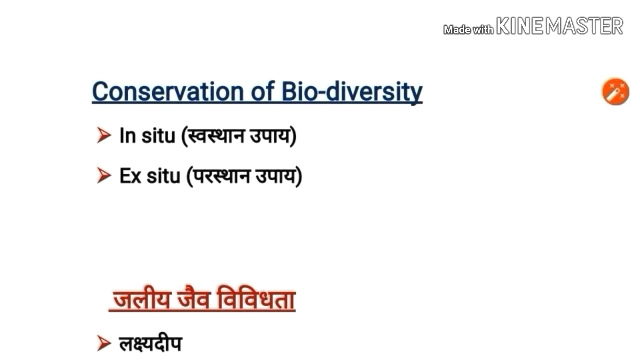 Made with KINEMASTER
Conservation of Bio-diversity
In situ (स्वस्थान उपाय)
Ex situ (परस्थान उपाय)
जलीय जैव विविधता
लक्ष्यदीप